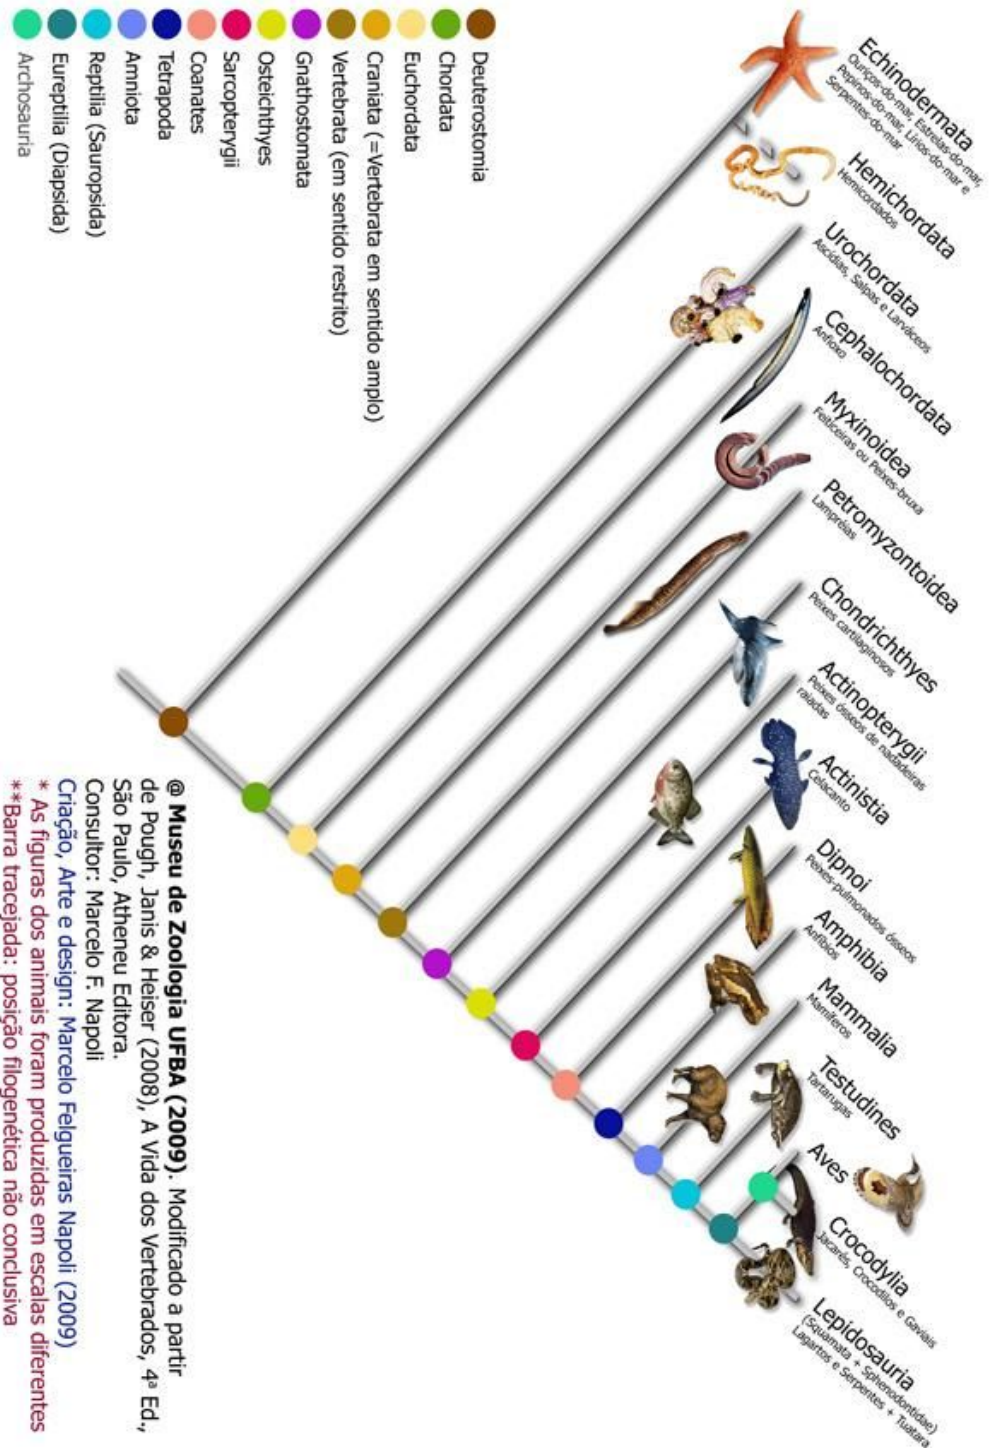 Echinodermata
Ouriços-do-mar, Estrelas-do-mar,
Pepinos-do-mar, Lírios-do-mar e
Serpentes-do-mar
Hemichordata
Hemicordados
Urochordata
Ascídias, Salpas e Larváceos
Cephalochordata
Anfioxo
Myxinoidea
Feiticeiras ou Peixes-bruxa
Petromyzontoidea
Lampréias
Chondrichthyes
Peixes cartilaginosos
Actinopterygii
Peixes ósseos de nadadeiras
raiadas
Actinistia
Celacanto
Dipnoi
Peixes-pulmonados ósseos
Amphibia
Anfíbios
Mammalia
Mamíferos
Testudines
Tartarugas
Aves
Crocodylia
Jacarés, Crocodilos e Gaviais
Lepidosauria
(Squamata + Sphenodontidae)
Lagartos e Serpentes + Tuatara
Deuterostomia
Chordata
Euchordata
Craniata (=Vertebrata em sentido amplo)
Vertebrata (em sentido restrito)
Gnathostomata
Osteichthyes
Sarcopterygii
Coanates
Tetrapoda
Amniota
Reptilia (Sauropsida)
Eureptilia (Diapsida)
Archosauria
@ Museu de Zoologia UFBA (2009). Modificado a partir
de Pough, Janis & Heiser (2008), A Vida dos Vertebrados, 4ª Ed.,
São Paulo, Atheneu Editora.
Consultor: Marcelo F. Napoli
Criação, Arte e design: Marcelo Felgueiras Napoli (2009)
* As figuras dos animais foram produzidas em escalas diferentes
**Barra tracejada: posição filogenética não conclusiva